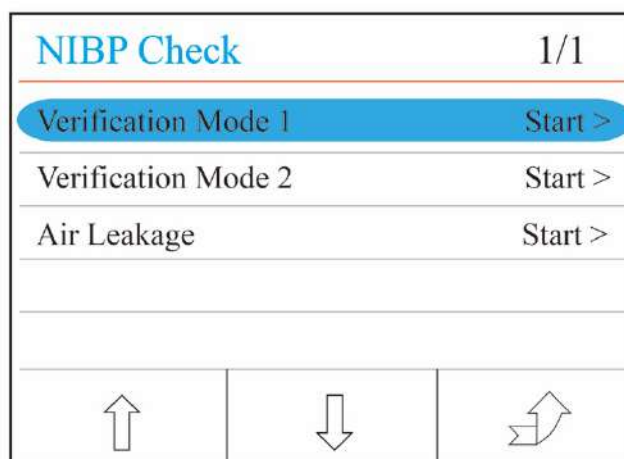 NIBP Check 1/1
Verification Mode 1 Start >
Verification Mode 2 Start >
Air Leakage Start >